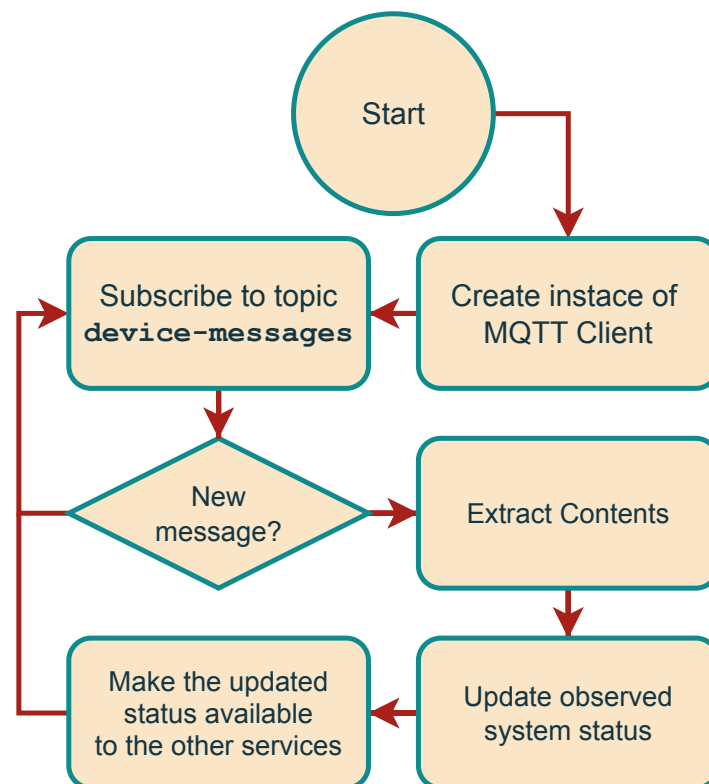 Start
Create instace of
MQTT Client
Subscribe to topic
device-messages
New
message?
Extract Contents
Update observed
system status
Make the updated
status available
to the other services